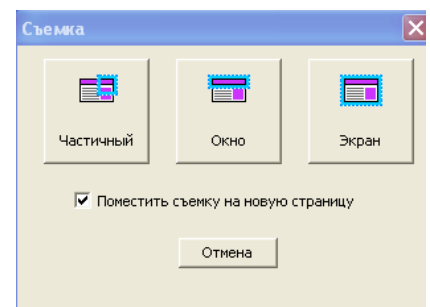 Съемка
Частичный Окно Экран
Поместить съемку на новую страницу
Отмена